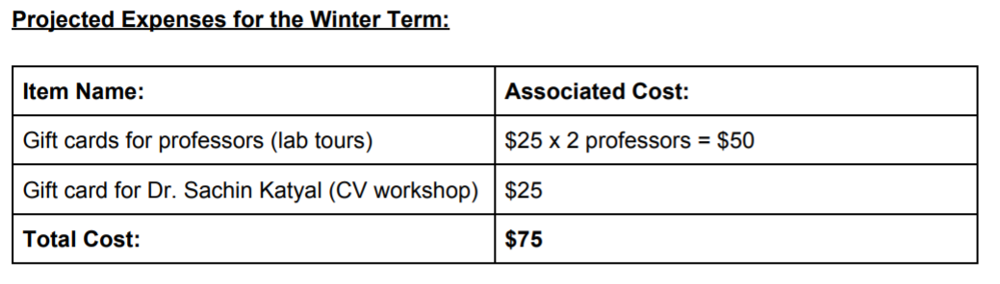 Projected Expenses for the Winter Term:
Item Name: Associated Cost:
Gift cards for professors (lab tours) $25 x 2 professors = $50
Gift card for Dr. Sachin Katyal (CV workshop) $25
Total Cost: $75